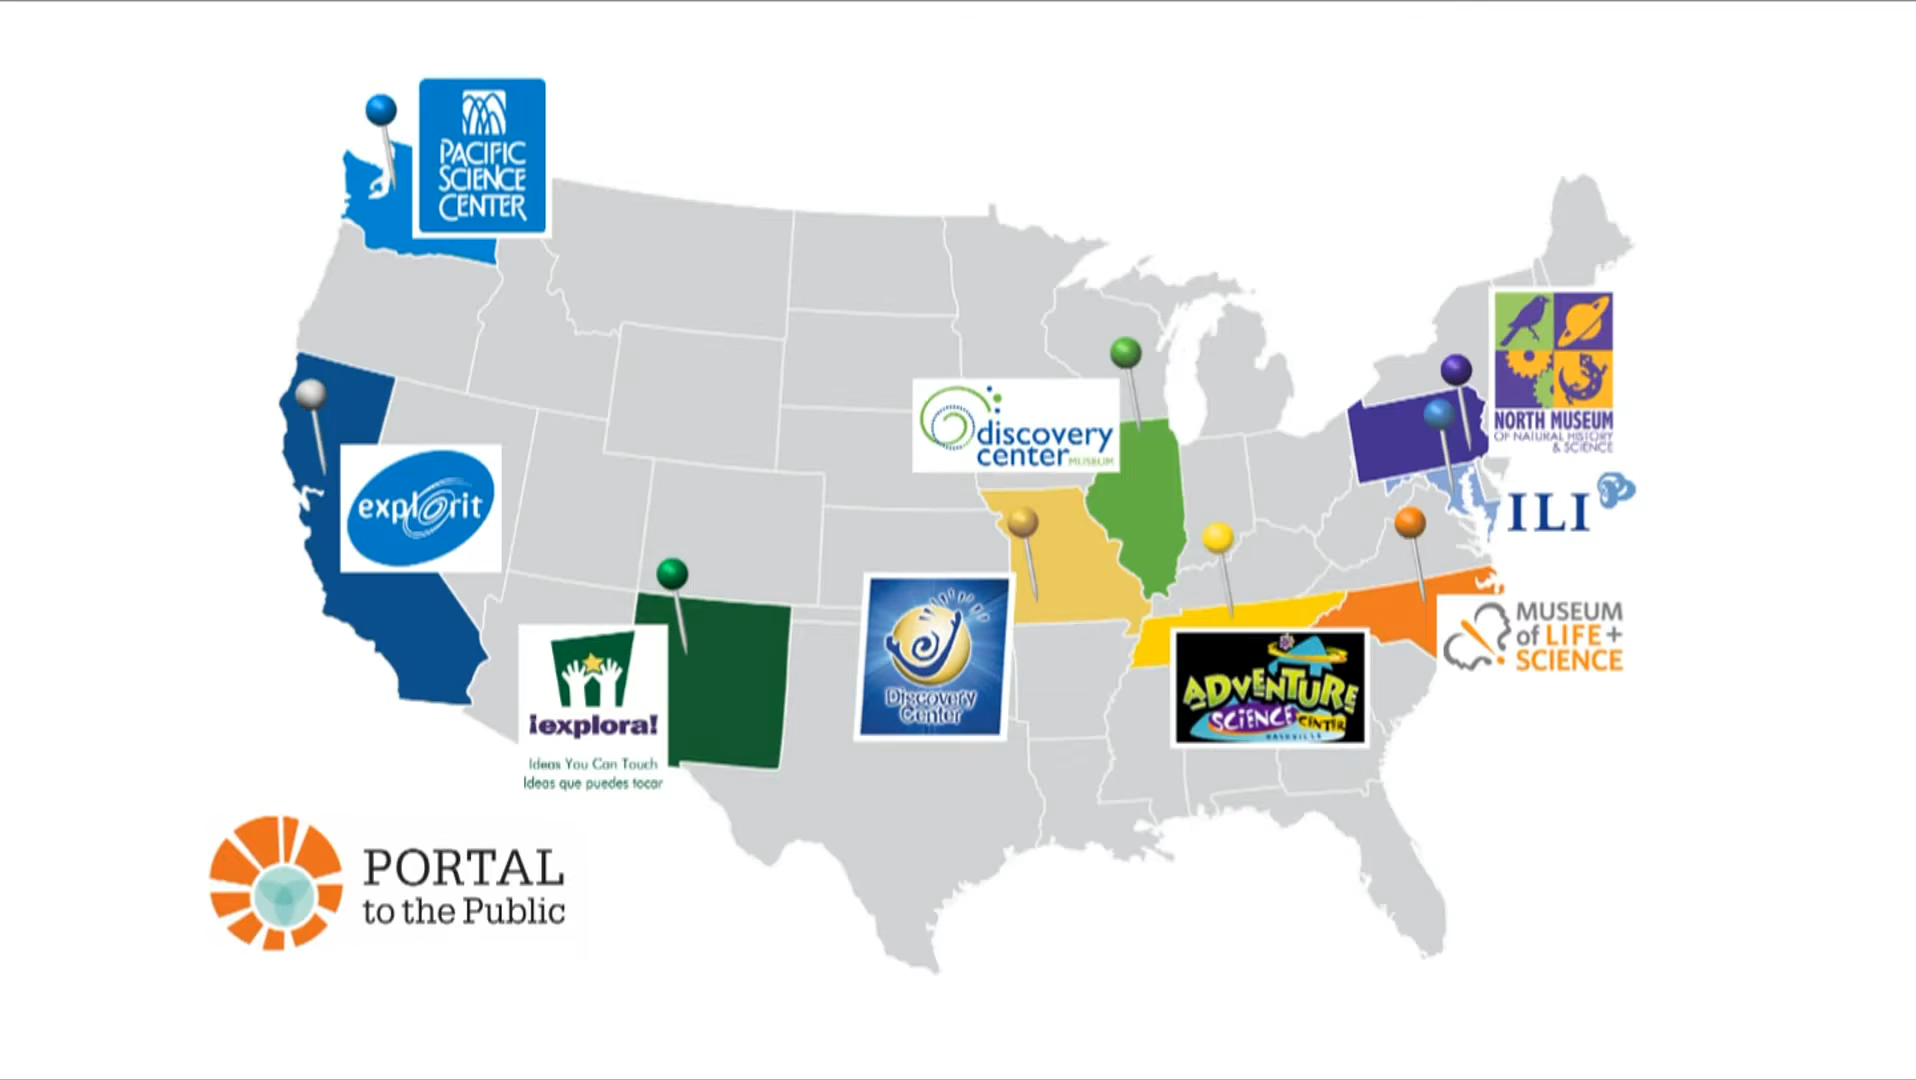 PACIFIC
SCIENCE
CENTER
explorit
discovery
center MUSEUM
NORTH MUSEUM
OF NATURAL HISTORY
& SCIENCE
ILI
MUSEUM
of LIFE+
SCIENCE
ADVENTURE
SCIENCE CENTER
NASHVILLE
Discovery
Center
¡explora!
Ideas You Can Touch
Ideas que puedes tocar
PORTAL
to the Public